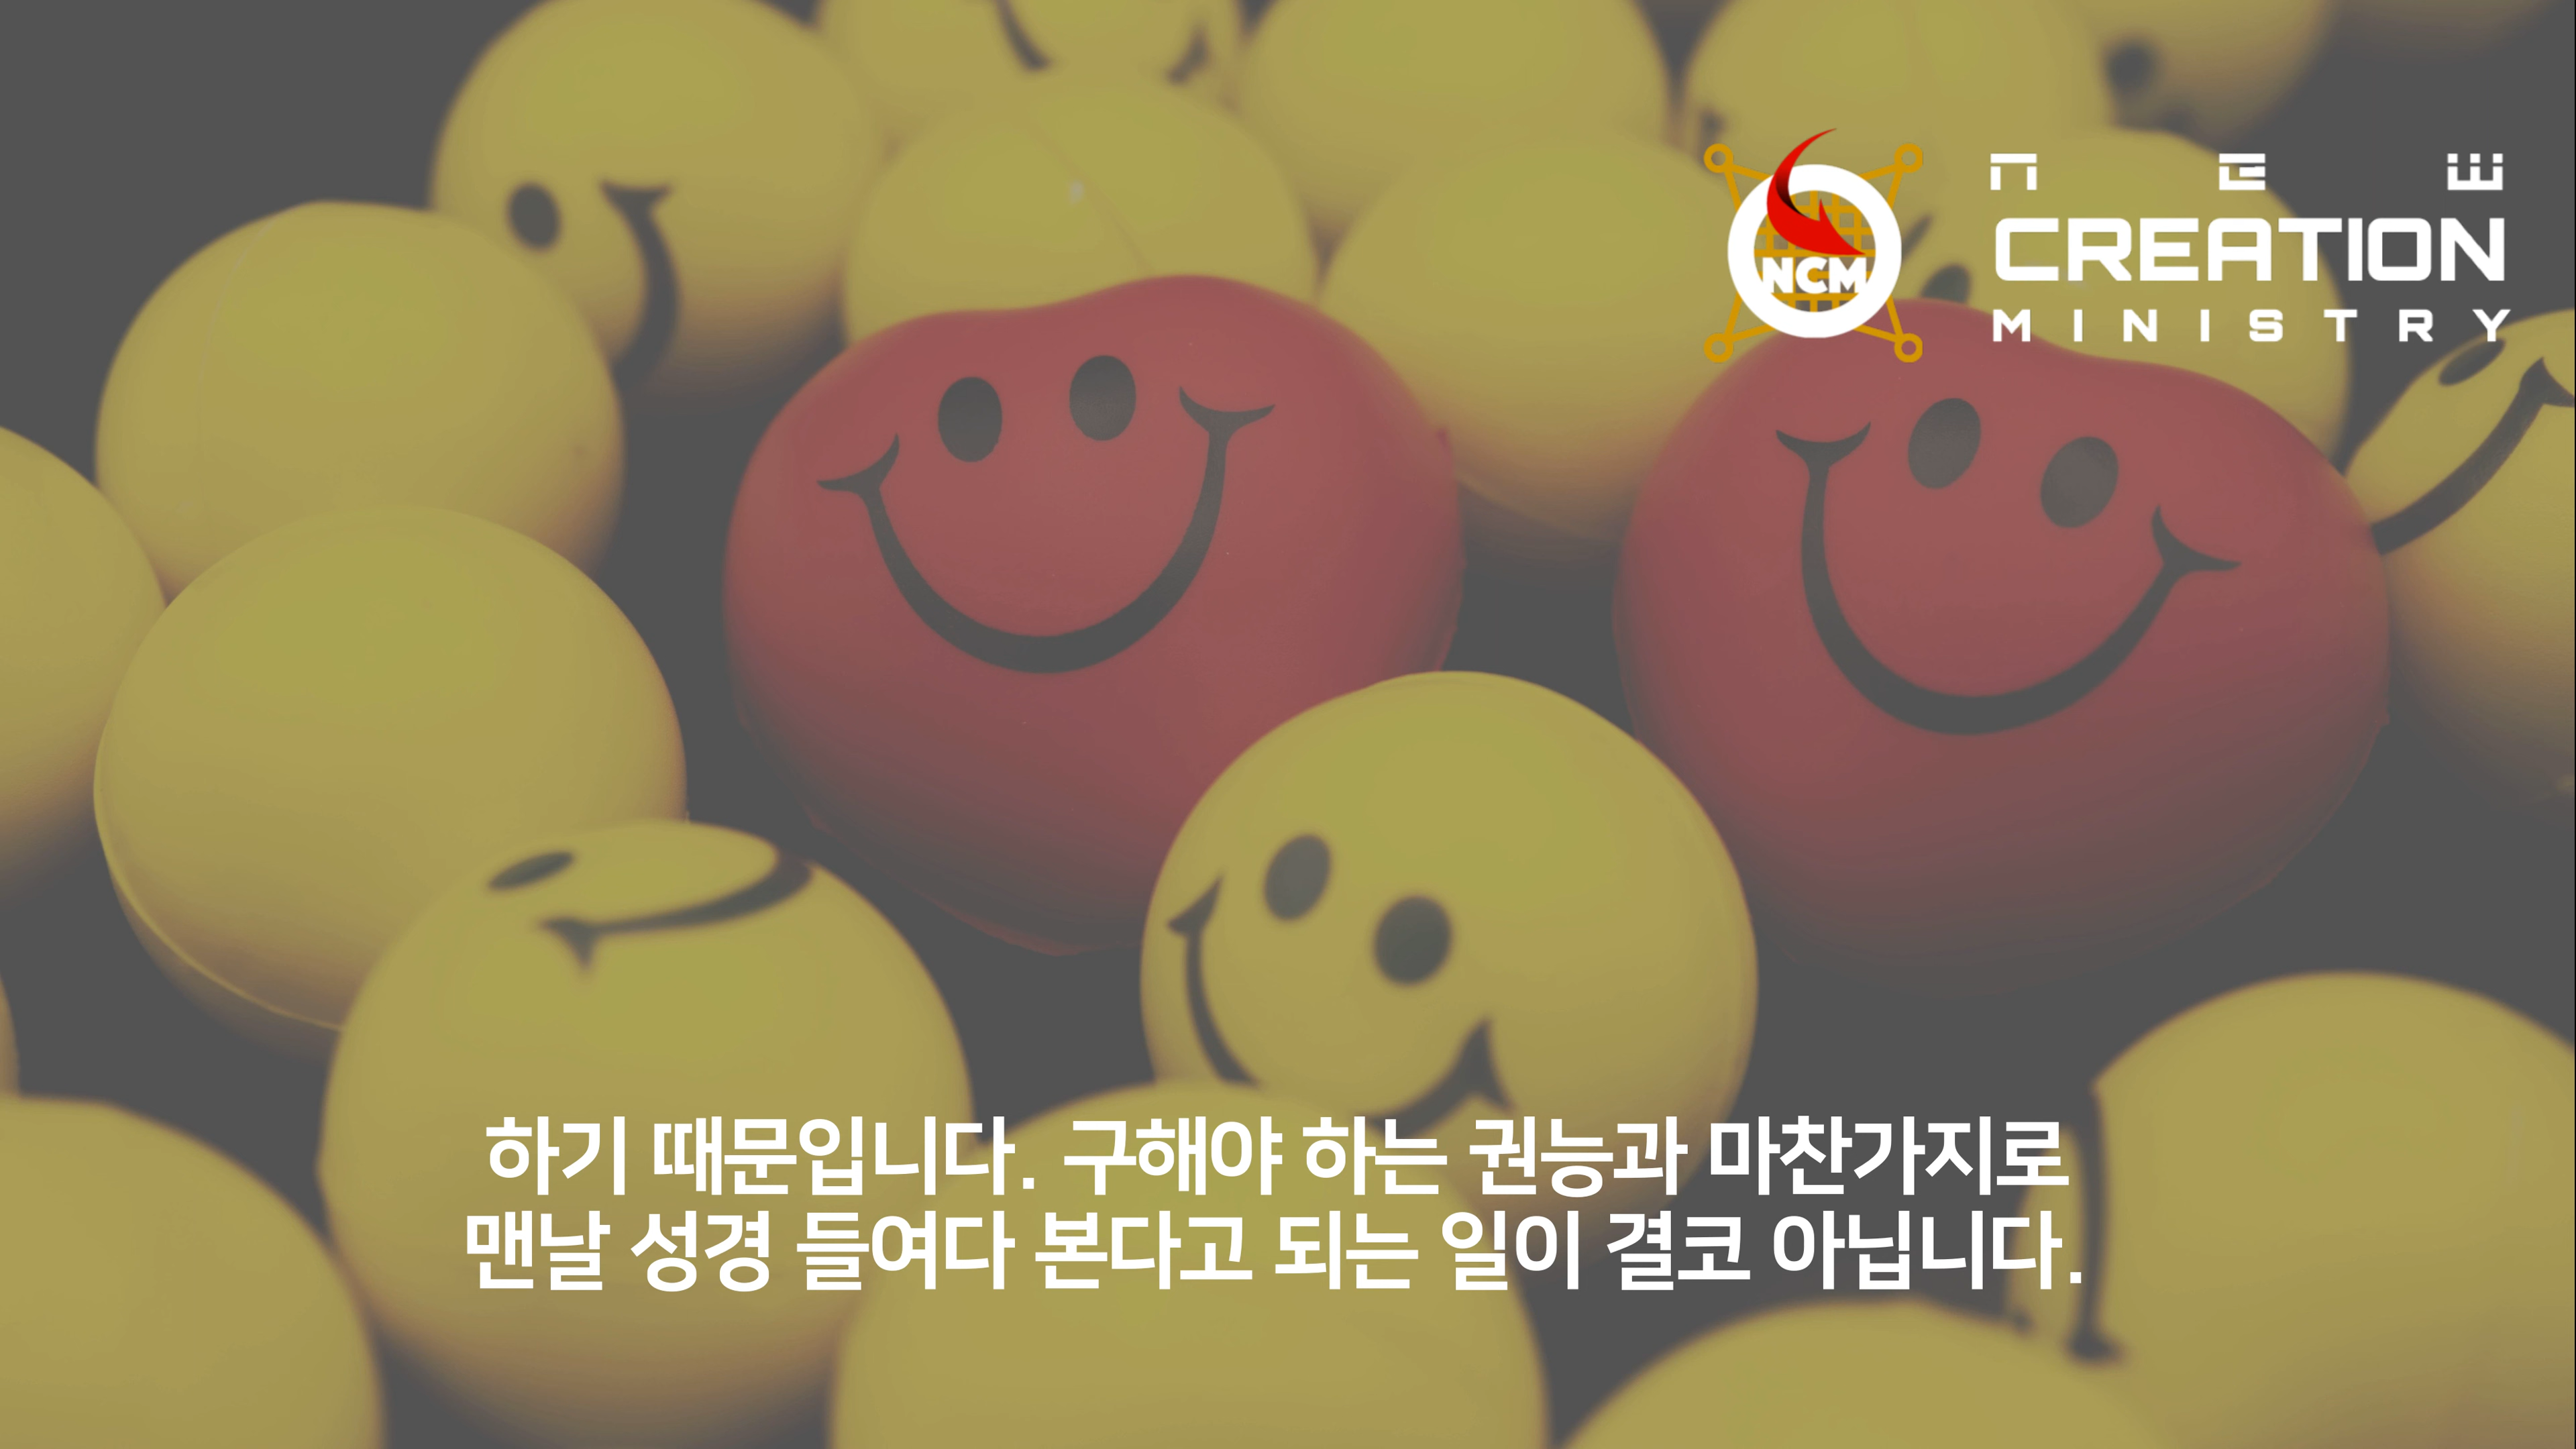 NEW
CREATION
MINISTRY
NCM
하기 때문입니다. 구해야 하는 권능과 마찬가지로
맨날 성경 들여다 본다고 되는 일이 결코 아닙니다.